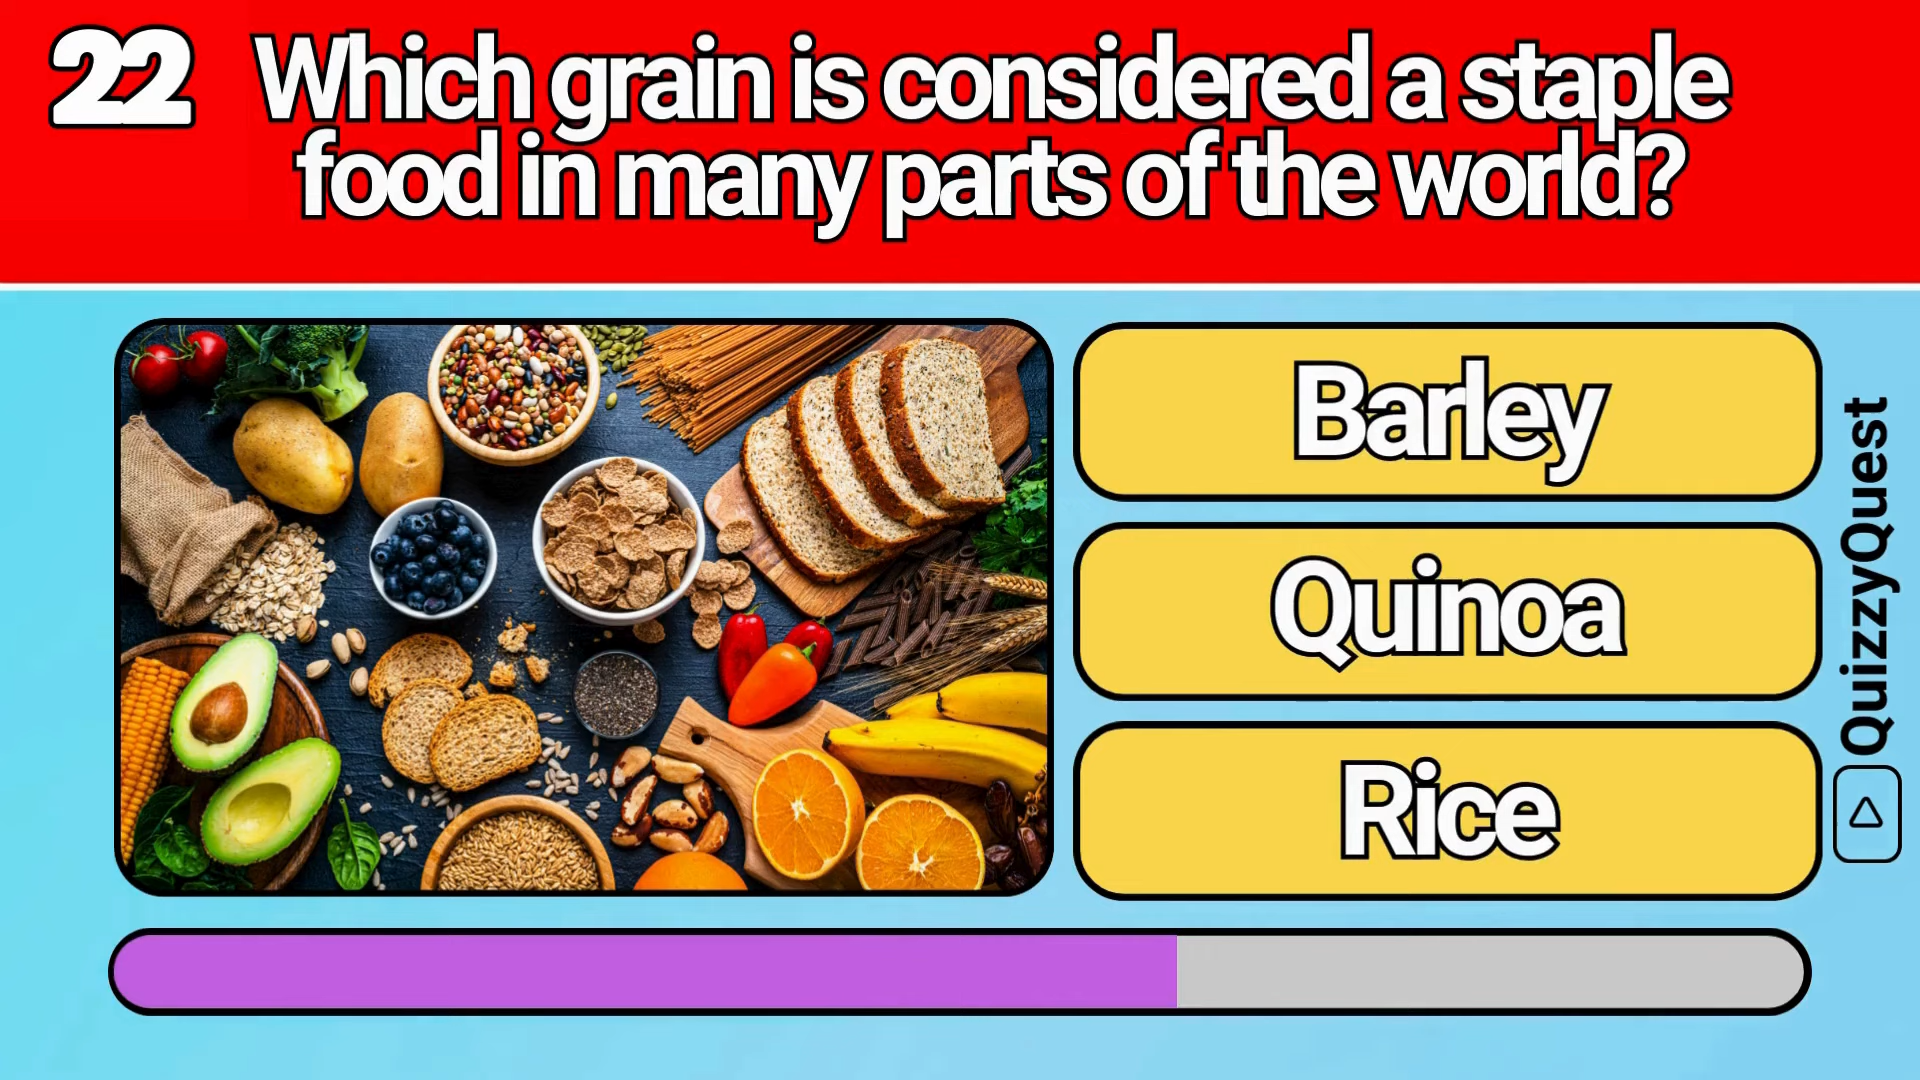 22
Which grain is considered a staple
food in many parts of the world?
Barley
Quinoa
Rice
QuizzyQuest